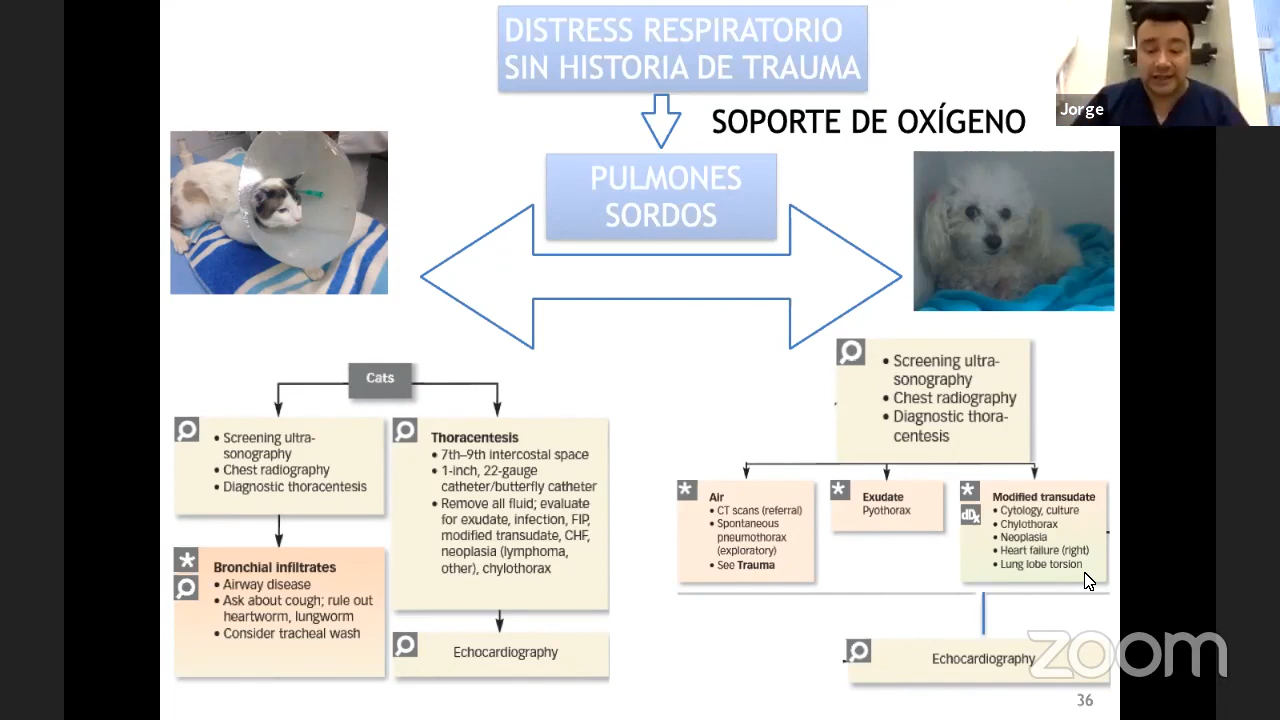 DISTRESS RESPIRATORIO
SIN HISTORIA DE TRAUMA
Jorge
SOPORTE DE OXÍGENO
PULMONES
SORDOS
Cats
• Screening ultra-
sonography
• Chest radiography
• Diagnostic thoracentesis
Thoracentesis
• 7th–9th intercostal space
• 1-inch, 22-gauge
catheter/butterfly catheter
• Remove all fluid; evaluate
for exudate, infection, FIP,
modified transudate, CHF,
neoplasia (lymphoma,
other), chylothorax
* Bronchial infiltrates
• Airway disease
• Ask about cough; rule out
heartworm, lungworm
• Consider tracheal wash
Echocardiography
• Screening ultra-
sonography
• Chest radiography
• Diagnostic thora-
centesis
* Air
• CT scans (referral)
• Spontaneous
pneumothorax
(exploratory)
• See Trauma
* Exudate
Pyothorax
* Modified transudate
dDx
• Cytology, culture
• Chylothorax
• Neoplasia
• Heart failure (right)
• Lung lobe torsion
Echocardiography
zoom
36